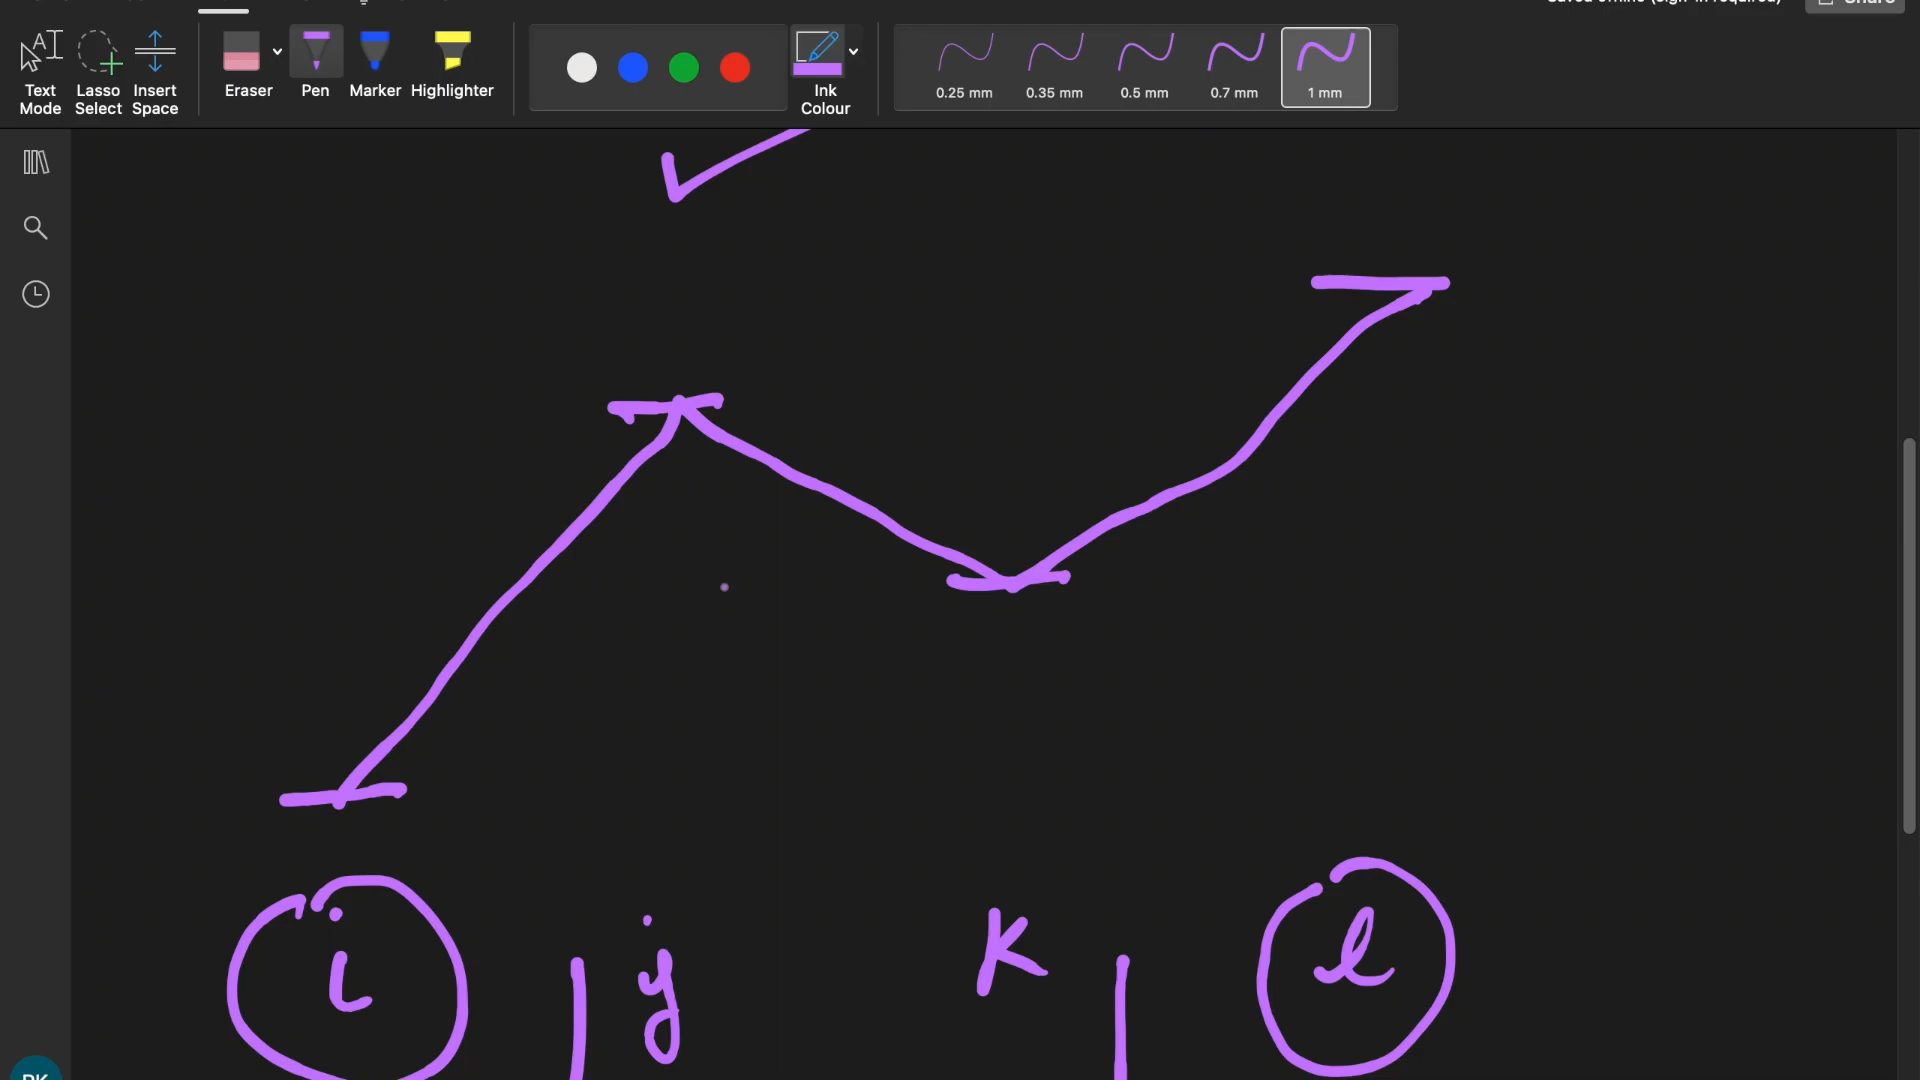 Text Mode
Lasso Select
Insert Space
Eraser
Pen
Marker
Highlighter
Ink Colour
0.25 mm
0.35 mm
0.5 mm
0.7 mm
1 mm
i j k l